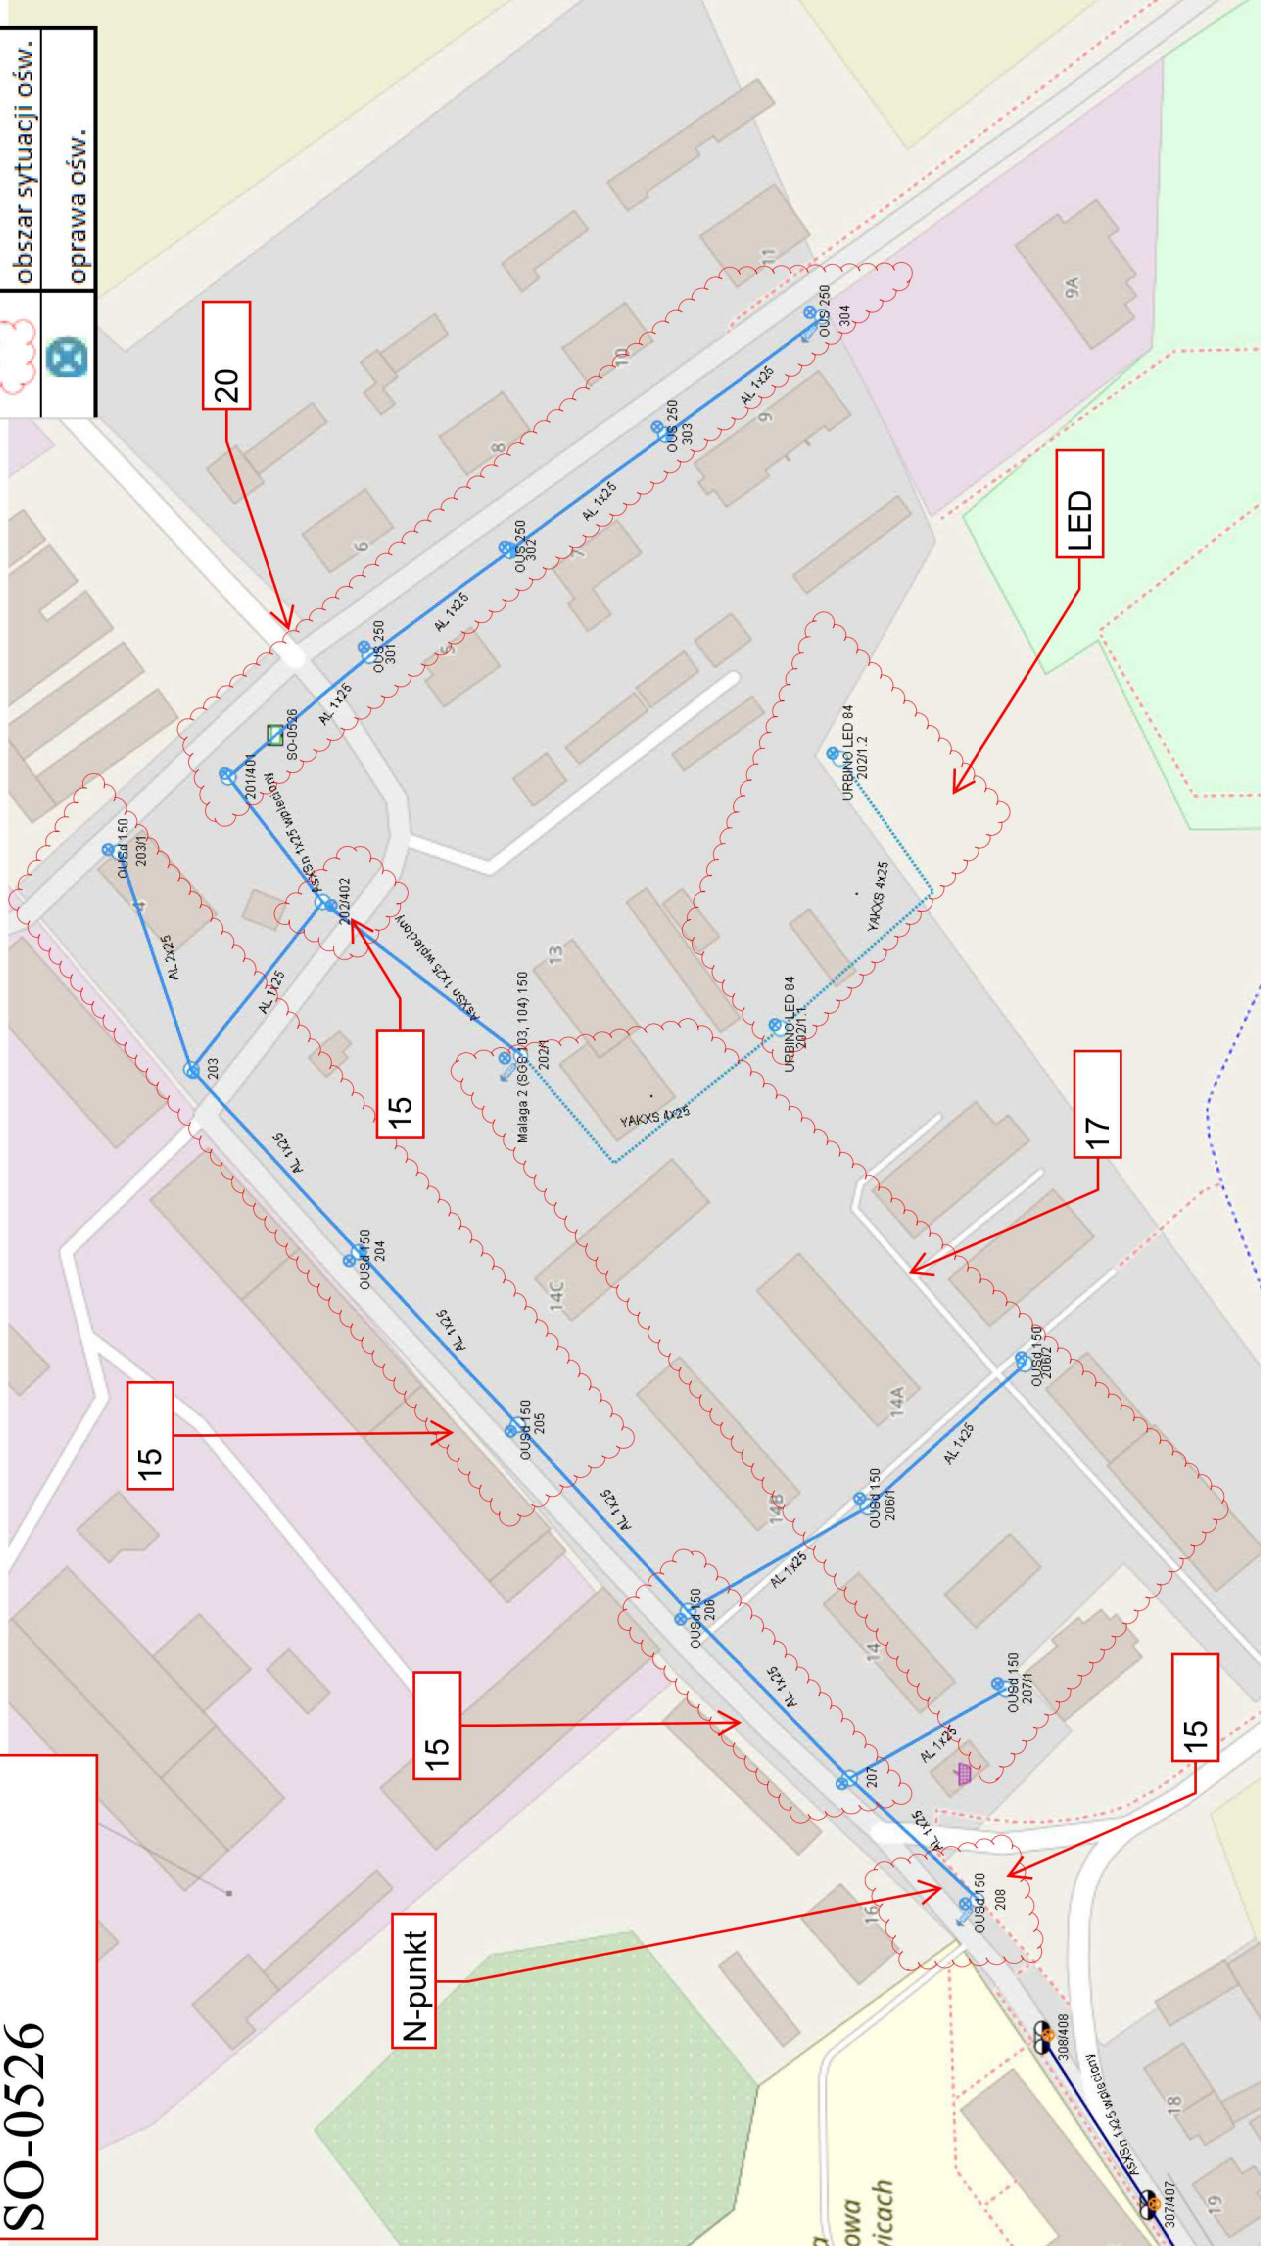 SO-0526
obszar sytuacji ośw.
oprawa ośw.
20
15
15
15
15
17
LED
N-punkt
OUSd 150
203/1
4
AL 2x25
203
AL 1x25
201/401
SO-0526
AsXSn 1x25 wpleciony
202/402
AL 1x25
OUS 250
301
AL 1x25
OUS 250
302
AL 1x25
OUS 250
303
AL 1x25
OUS 250
304
5
6
7
8
9
10
11
9A
AsXSn 1x25 wpleciony
Malaga 2 (SGS 103, 104) 150
202/1
13
YAKXS 4x25
URBINO LED 84
202/1.1
YAKXS 4x25
URBINO LED 84
202/1.2
AL 1x25
OUSd 150
204
AL 1x25
OUSd 150
205
AL 1x25
OUSd 150
206
14C
14A
14B
14
AL 1x25
OUSd 150
206/1
AL 1x25
OUSd 150
206/2
AL 1x25
207
AL 1x25
OUSd 150
207/1
AL 1x25
OUSd 150
208
16
308/408
AsXSn 1x25 wpleciony
307/407
18
19
owa
vicach